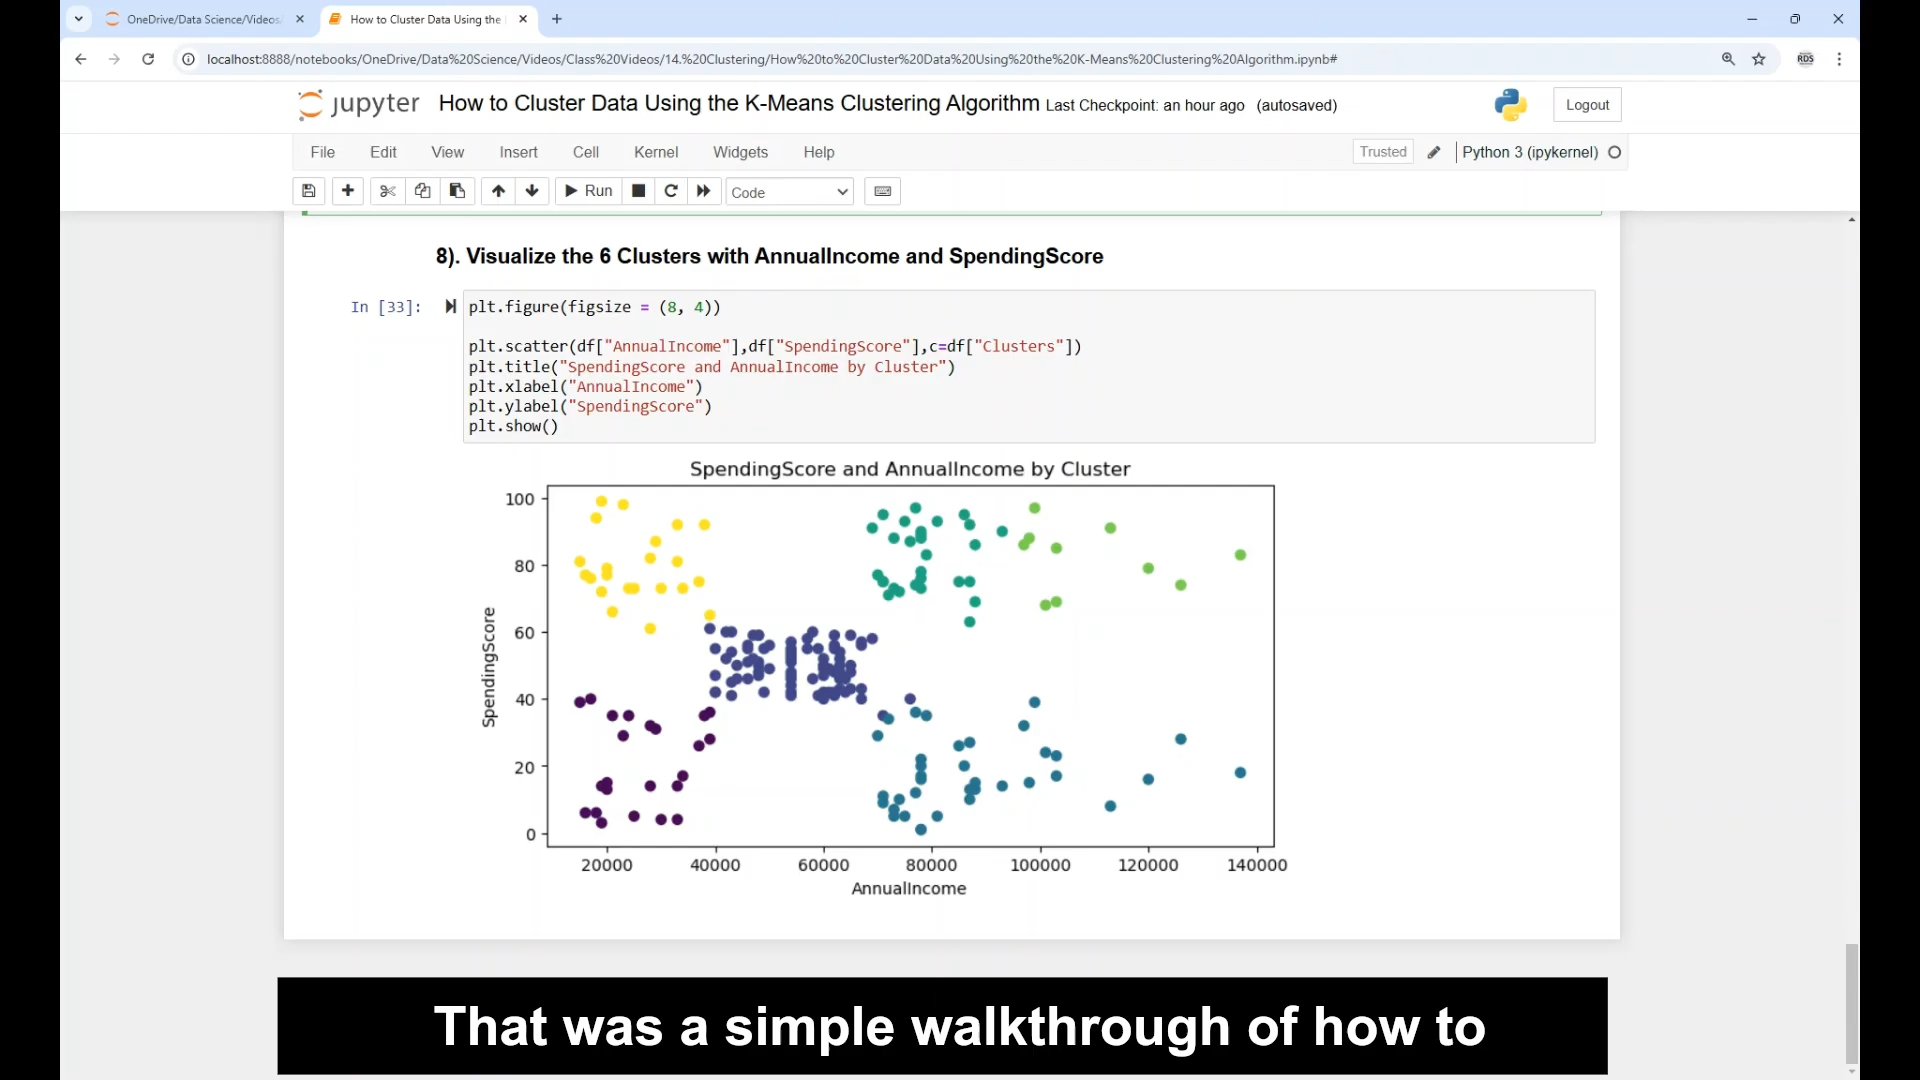 OneDrive/Data Science/Videos/
How to Cluster Data Using the
localhost:8888/notebooks/OneDrive/Data%20Science/Videos/Class%20Videos/14.%20Clustering/How%20to%20Cluster%20Data%20Using%20the%20K-Means%20Clustering%20Algorithm.ipynb#
RDS
jupyter How to Cluster Data Using the K-Means Clustering Algorithm Last Checkpoint: an hour ago (autosaved)
Logout
File Edit View Insert Cell Kernel Widgets Help
Trusted Python 3 (ipykernel)
Run Code
8). Visualize the 6 Clusters with AnnualIncome and SpendingScore
In [33]:
plt.figure(figsize = (8, 4))
plt.scatter(df["AnnualIncome"],df["SpendingScore"],c=df["Clusters"])
plt.title("SpendingScore and AnnualIncome by Cluster")
plt.xlabel("AnnualIncome")
plt.ylabel("SpendingScore")
plt.show()
SpendingScore and AnnualIncome by Cluster
100
80
60
40
20
0
SpendingScore
20000 40000 60000 80000 100000 120000 140000
AnnualIncome
That was a simple walkthrough of how to